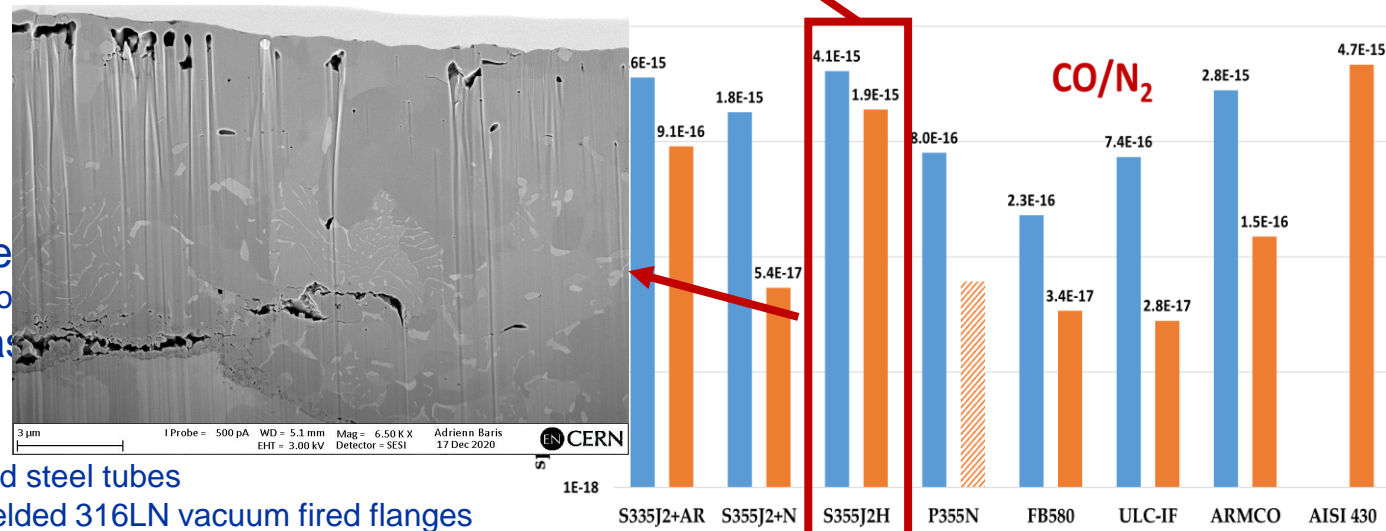 CO/N₂
6E-15
9.1E-16
1.8E-15
5.4E-17
4.1E-15
1.9E-15
8.0E-16
2.3E-16
3.4E-17
7.4E-16
2.8E-17
2.8E-15
1.5E-16
4.7E-15
3 µm
I Probe = 500 pA WD = 5.1 mm Mag = 6.50 K X Adrienn Baris
EHT = 3.00 kV Detector = SESI 17 Dec 2020
EN CERN
d steel tubes
elded 316LN vacuum fired flanges
1E-18
S335J2+AR S355J2+N S355J2H P355N FB580 ULC-IF ARMCO AISI 430